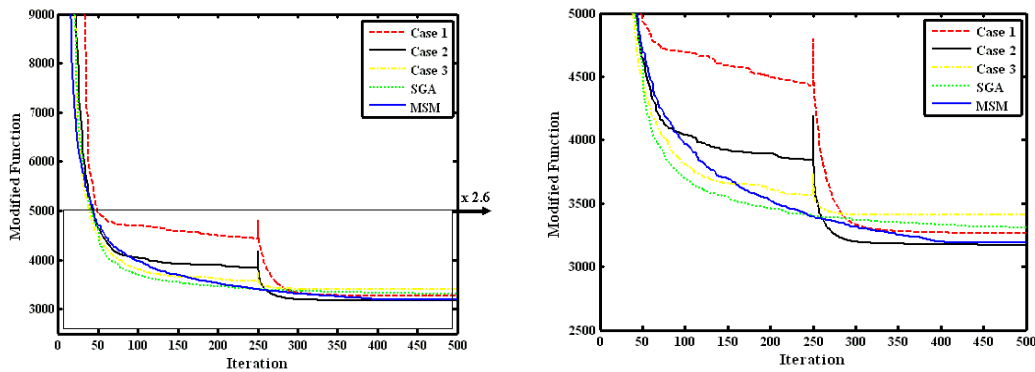 9000
8000
7000
6000
5000
4000
3000
0
50
100
150
200
250
300
350
400
450
500
Modified Function
Iteration
Case 1
Case 2
Case 3
SGA
MSM
x 2.6
5000
4500
4000
3500
3000
2500
0
50
100
150
200
250
300
350
400
450
500
Modified Function
Iteration
Case 1
Case 2
Case 3
SGA
MSM